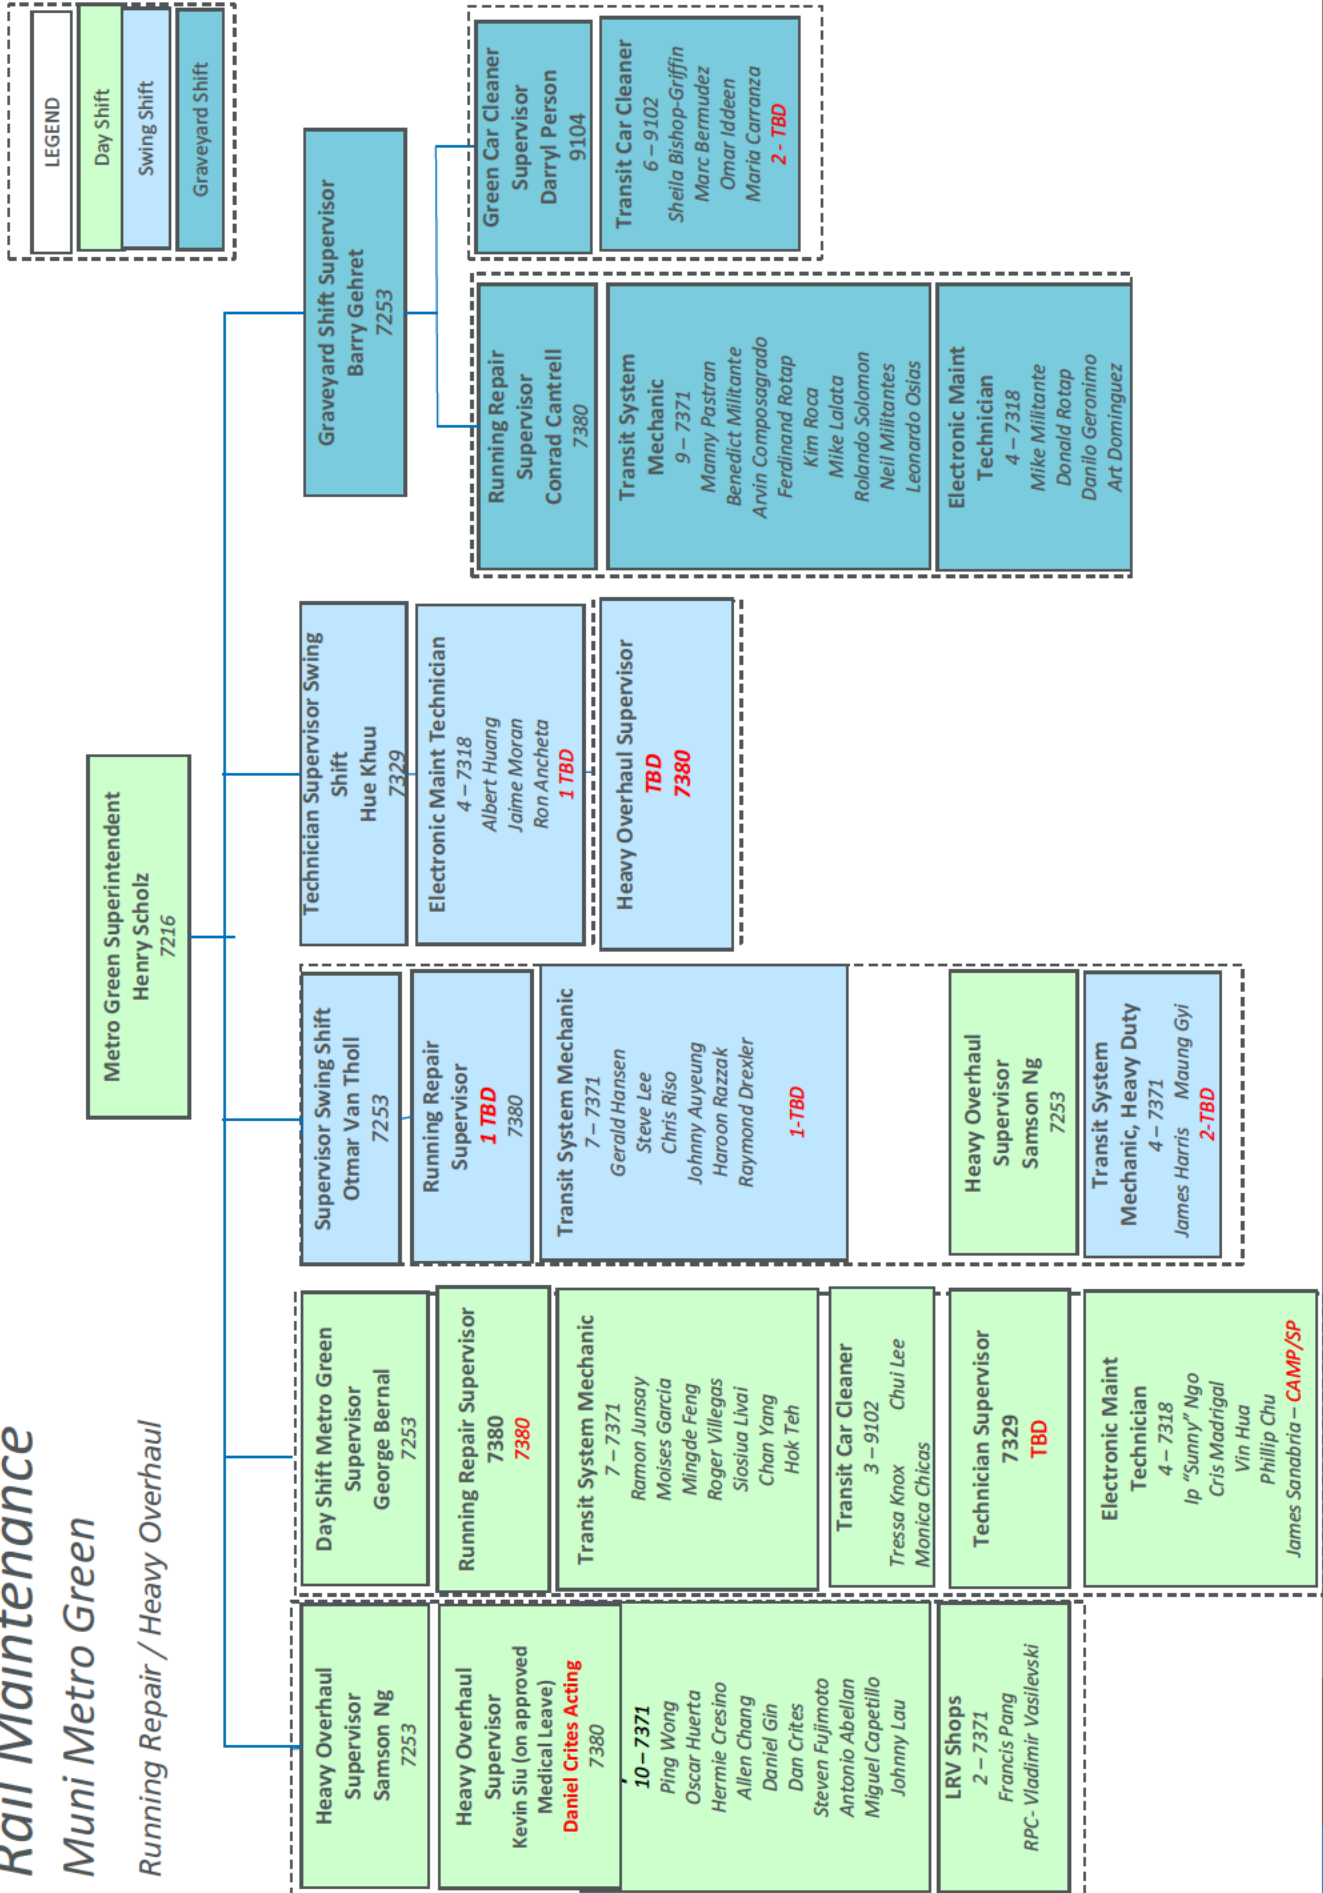 Rail Maintenance
Muni Metro Green
Running Repair / Heavy Overhaul
LEGEND
Day Shift
Swing Shift
Graveyard Shift
Metro Green Superintendent
Henry Scholz
7216
Heavy Overhaul
Supervisor
Samson Ng
7253
Heavy Overhaul
Supervisor
Kevin Siu (on approved
Medical Leave)
Daniel Crites Acting
7380
10 – 7371
Ping Wong
Oscar Huerta
Hermie Cresino
Allen Chang
Daniel Gin
Dan Crites
Steven Fujimoto
Antonio Abellan
Miguel Capetillo
Johnny Lau
LRV Shops
2 – 7371
Francis Pang
RPC- Vladimir Vasilevski
Day Shift Metro Green
Supervisor
George Bernal
7253
Running Repair Supervisor
7380
7380
Transit System Mechanic
7 – 7371
Ramon Junsay
Moises Garcia
Mingde Feng
Roger Villegas
Siosiua Livai
Chan Yang
Hok Teh
Transit Car Cleaner
3 – 9102
Tressa Knox Chui Lee
Monica Chicas
Technician Supervisor
7329
TBD
Electronic Maint
Technician
4 – 7318
Ip “Sunny” Ngo
Cris Madrigal
Vin Hua
Phillip Chu
James Sanabria – CAMP/SP
Supervisor Swing Shift
Otmar Van Tholl
7253
Running Repair
Supervisor
1 TBD
7380
Transit System Mechanic
7 – 7371
Gerald Hansen
Steve Lee
Chris Riso
Johnny Auyeung
Haroon Razzak
Raymond Drexler
1-TBD
Heavy Overhaul
Supervisor
Samson Ng
7253
Transit System
Mechanic, Heavy Duty
4 – 7371
James Harris Maung Gyi
2-TBD
Technician Supervisor Swing
Shift
Hue Khuu
7329
Electronic Maint Technician
4 – 7318
Albert Huang
Jaime Moran
Ron Ancheta
1 TBD
Heavy Overhaul Supervisor
TBD
7380
Graveyard Shift Supervisor
Barry Gehret
7253
Running Repair
Supervisor
Conrad Cantrell
7380
Transit System
Mechanic
9 – 7371
Manny Pastran
Benedict Militante
Arvin Composagrado
Ferdinand Rotap
Kim Roca
Mike Lalata
Rolando Solomon
Neil Militantes
Leonardo Osias
Electronic Maint
Technician
4 – 7318
Mike Militante
Donald Rotap
Danilo Geronimo
Art Dominguez
Green Car Cleaner
Supervisor
Darryl Person
9104
Transit Car Cleaner
6 – 9102
Sheila Bishop-Griffin
Marc Bermudez
Omar Iddeen
Maria Carranza
2 - TBD